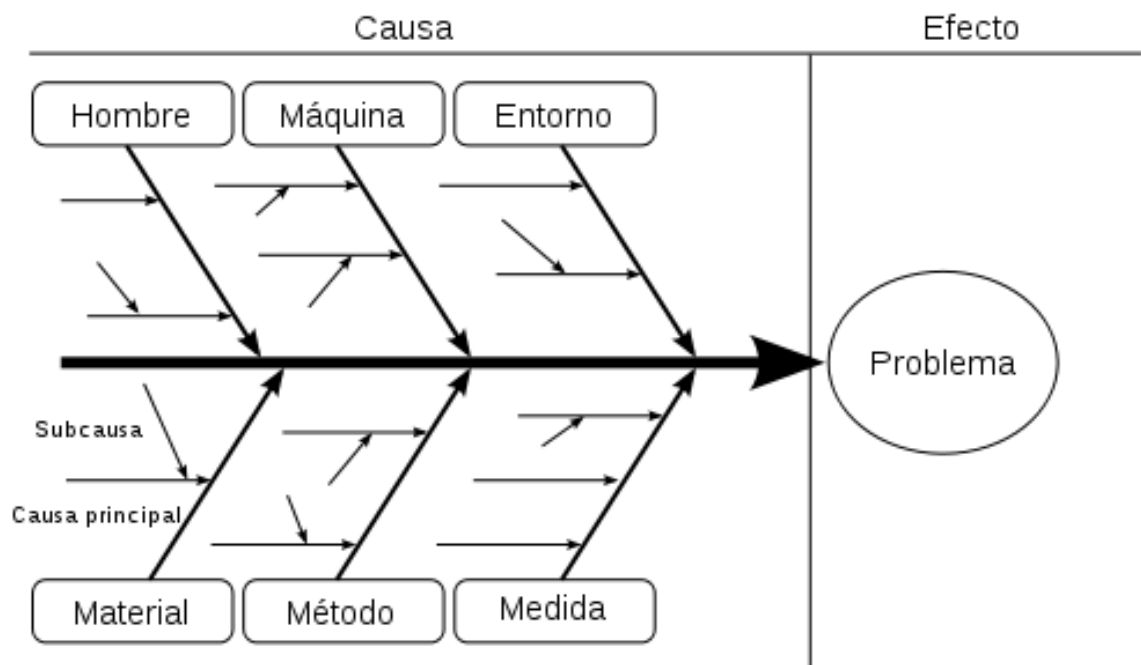 Causa
Efecto
Hombre
Máquina
Entorno
Problema
Subcausa
Causa principal
Material
Método
Medida